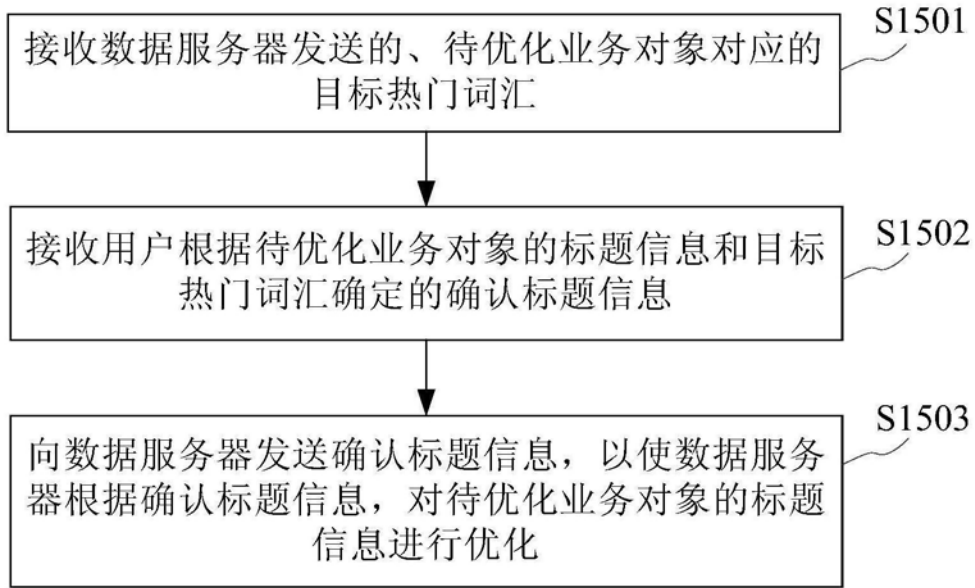 S1501
接收数据服务器发送的、待优化业务对象对应的
目标热门词汇
S1502
接收用户根据待优化业务对象的标题信息和目标
热门词汇确定的确认标题信息
S1503
向数据服务器发送确认标题信息，以使数据服务
器根据确认标题信息，对待优化业务对象的标题
信息进行优化